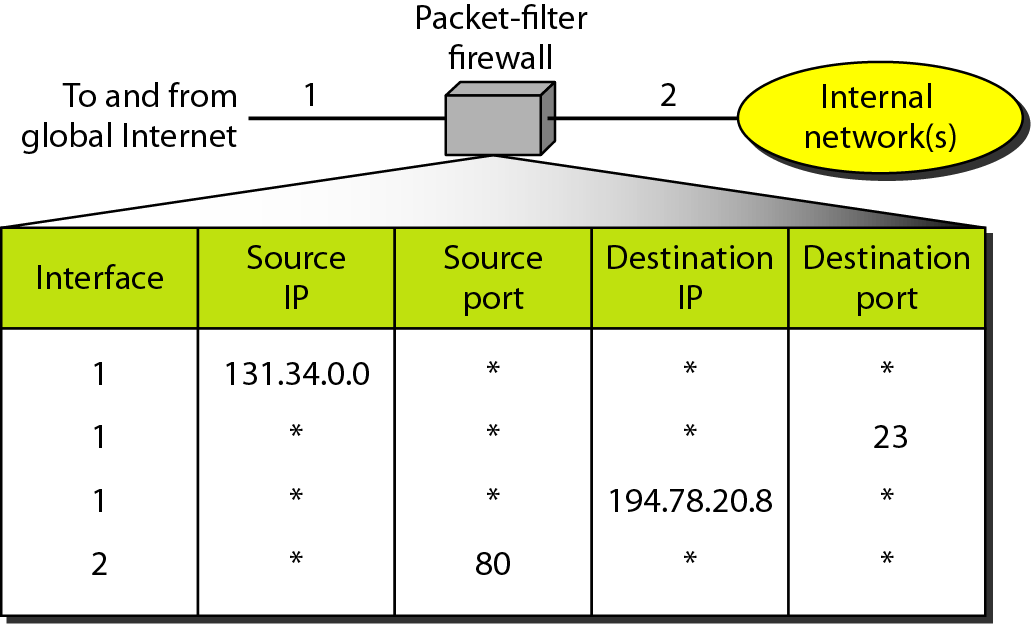 Packet-filter
firewall
To and from
global Internet
1
2
Internal
network(s)
Interface
Source
IP
Source
port
Destination
IP
Destination
port
1 131.34.0.0 * * *
1 * * * 23
1 * * 194.78.20.8 *
2 * 80 * *